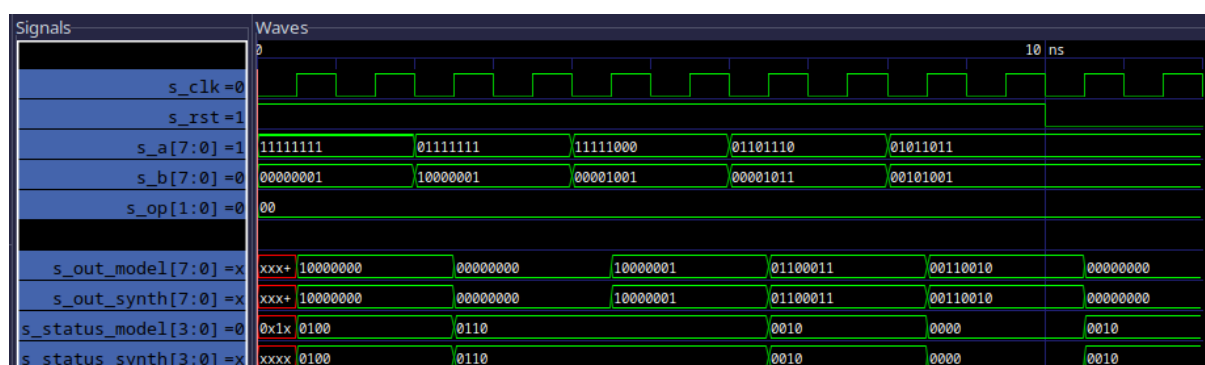 Signals Waves
0 10 ns
s_clk =0
s_rst =1
s_a[7:0] =1 11111111 01111111 11111000 01101110 01011011
s_b[7:0] =0 00000001 10000001 00001001 00001011 00101001
s_op[1:0] =0 00
s_out_model[7:0] =x xxx+ 10000000 00000000 10000001 01100011 00110010 00000000
s_out_synth[7:0] =x xxx+ 10000000 00000000 10000001 01100011 00110010 00000000
s_status_model[3:0] =0 0x1x 0100 0110 0010 0000 0010
s_status_synth[3:0] =x xxxx 0100 0110 0010 0000 0010